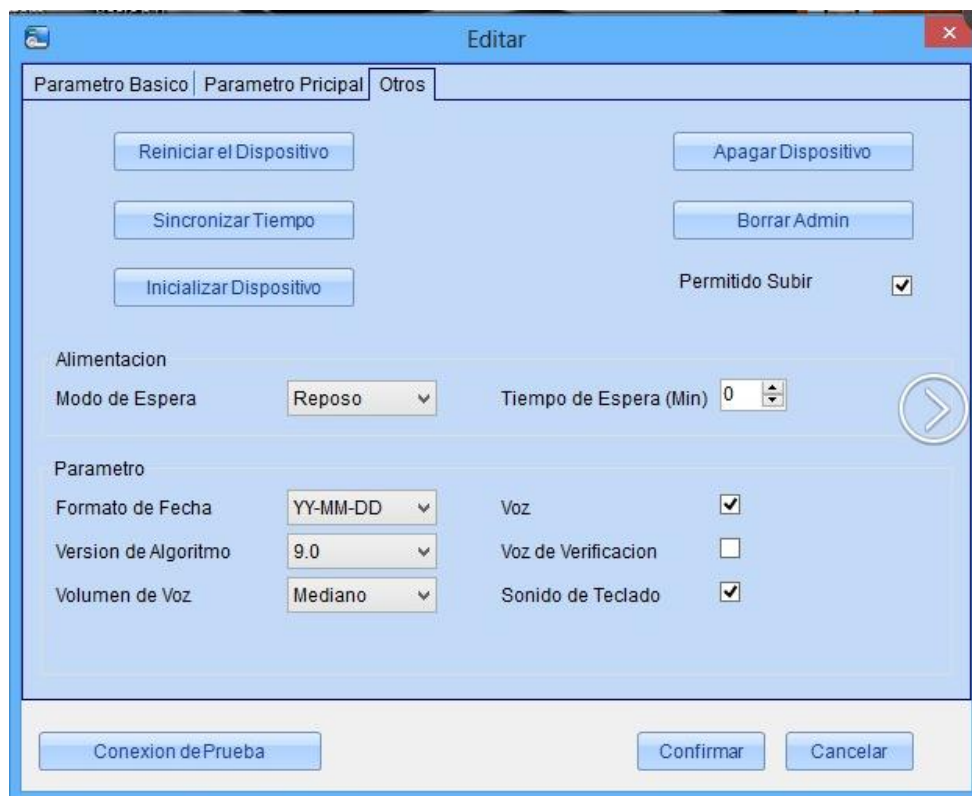 Editar
Parametro Basico Parametro Pricipal Otros
Reiniciar el Dispositivo Apagar Dispositivo
Sincronizar Tiempo Borrar Admin
Inicializar Dispositivo Permitido Subir
Alimentacion
Modo de Espera Reposo Tiempo de Espera (Min) 0
Parametro
Formato de Fecha YY-MM-DD Voz
Version de Algoritmo 9.0 Voz de Verificacion
Volumen de Voz Mediano Sonido de Teclado
Conexion de Prueba Confirmar Cancelar